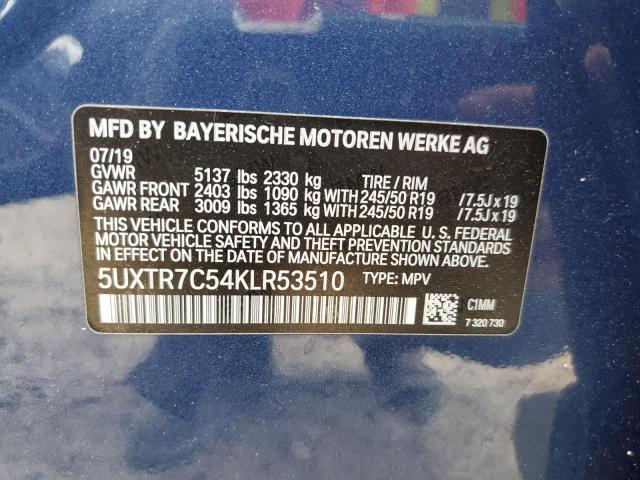 MFD BY BAYERISCHE MOTOREN WERKE AG
07/19
GVWR 5137 lbs 2330 kg TIRE / RIM
GAWR FRONT 2403 lbs 1090 kg WITH 245/50 R19 /7.5J x 19
GAWR REAR 3009 lbs 1365 kg WITH 245/50 R19 /7.5J x 19
THIS VEHICLE CONFORMS TO ALL APPLICABLE U. S. FEDERAL
MOTOR VEHICLE SAFETY AND THEFT PREVENTION STANDARDS
IN EFFECT ON THE DATE OF MANUFACTURE SHOWN ABOVE.
5UXTR7C54KLR53510 TYPE: MPV
C1MM
7 320 730